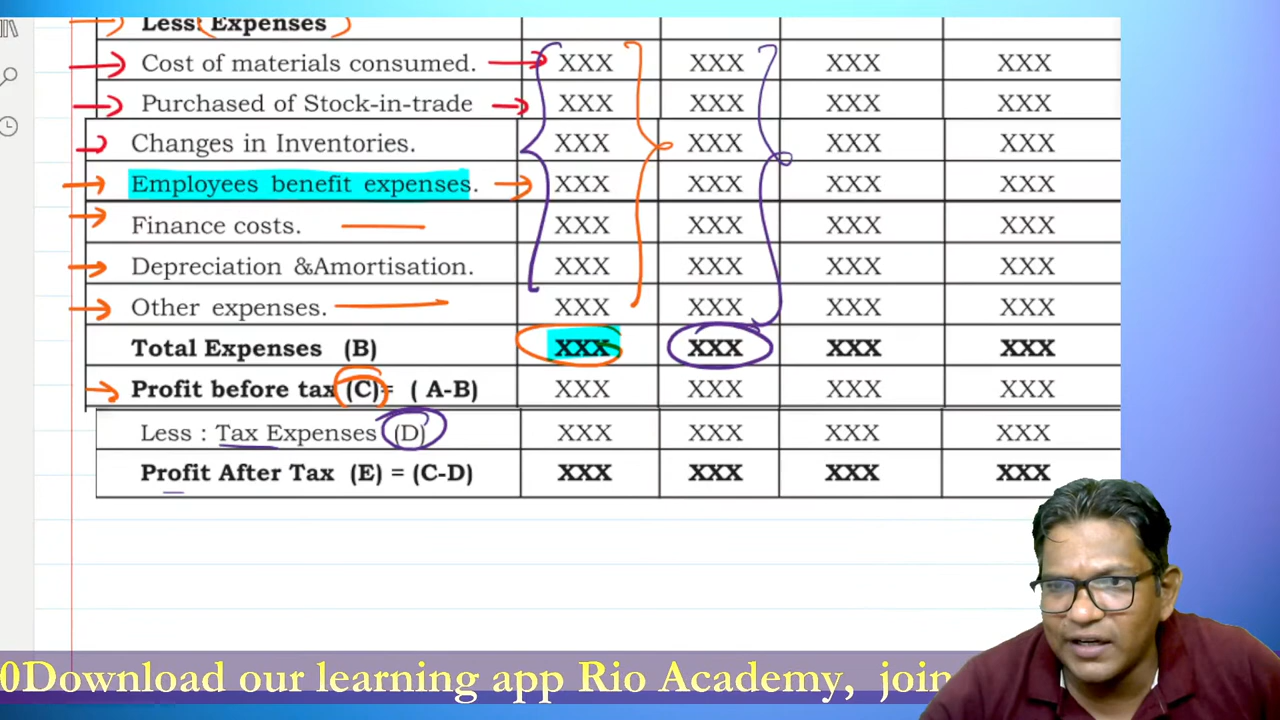 Less: Expenses
Cost of materials consumed. XXX XXX XXX XXX
Purchased of Stock-in-trade XXX XXX XXX XXX
Changes in Inventories. XXX XXX XXX XXX
Employees benefit expenses. XXX XXX XXX XXX
Finance costs. XXX XXX XXX XXX
Depreciation &Amortisation. XXX XXX XXX XXX
Other expenses. XXX XXX XXX XXX
Total Expenses (B) XXX XXX XXX XXX
Profit before tax (C)= ( A-B) XXX XXX XXX XXX
Less : Tax Expenses (D) XXX XXX XXX XXX
Profit After Tax (E) = (C-D) XXX XXX XXX XXX
0Download our learning app Rio Academy, join